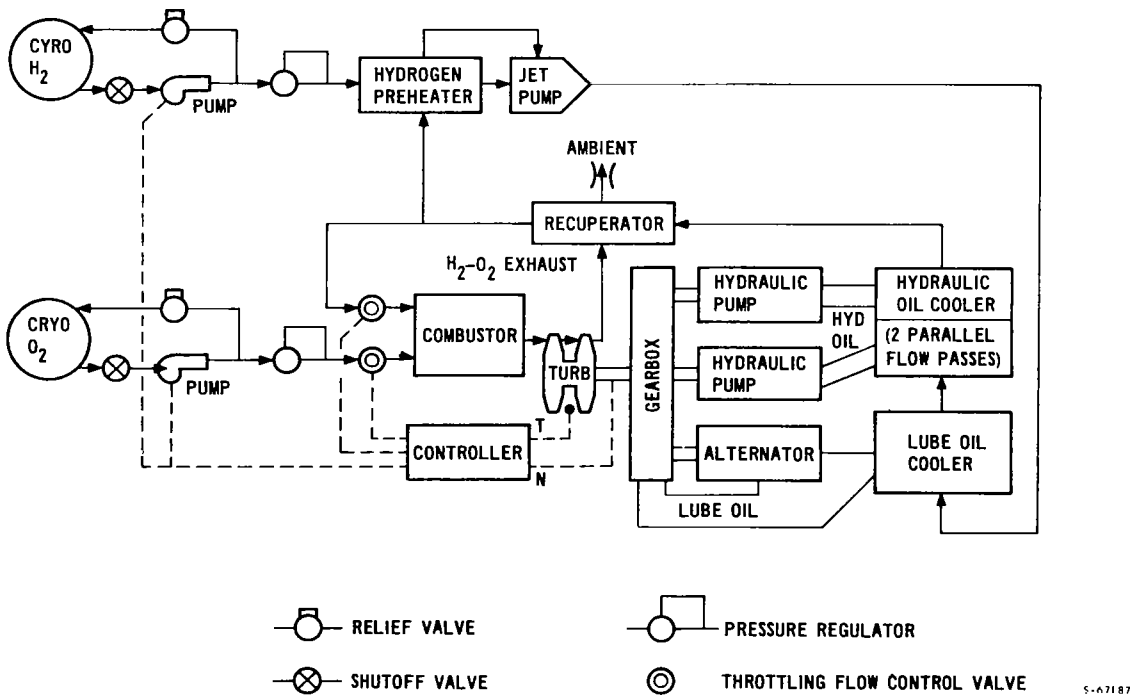 CYRO
H2
PUMP
HYDROGEN
PREHEATER
JET
PUMP
AMBIENT
RECUPERATOR
H2-O2 EXHAUST
CRYO
O2
PUMP
COMBUSTOR
TURB
GEARBOX
HYDRAULIC
PUMP
HYD
OIL
HYDRAULIC
OIL COOLER
(2 PARALLEL
FLOW PASSES)
HYDRAULIC
PUMP
CONTROLLER
T
N
ALTERNATOR
LUBE OIL
COOLER
LUBE OIL
RELIEF VALVE
PRESSURE REGULATOR
SHUTOFF VALVE
THROTTLING FLOW CONTROL VALVE
S-67187